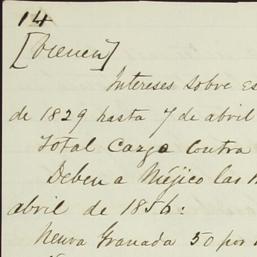 14
[Vienen]
Intereses sobre es
de 1829 hasta 7 de abril
Total Cargo Contra
Deben a Méjico las
abril de 1856:
Nueva Granada 50 por